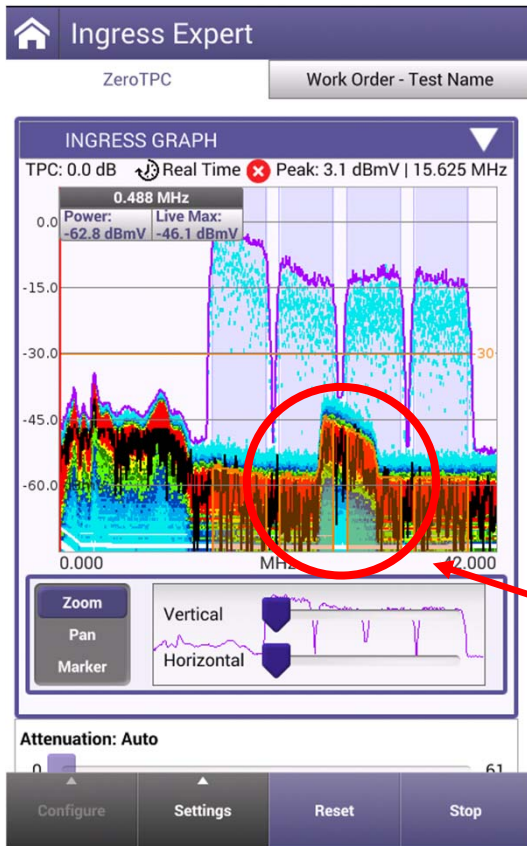 Ingress Expert
ZeroTPC
Work Order - Test Name
INGRESS GRAPH
TPC: 0.0 dB Real Time Peak: 3.1 dBmV | 15.625 MHz
0.488 MHz
Power: Live Max:
-62.8 dBmV -46.1 dBmV
0.0
-15.0
-30.0
-30
-45.0
-60.0
0.000 MHz 42.000
Zoom
Pan
Marker
Vertical
Horizontal
Attenuation: Auto
0 61
Configure
Settings
Reset
Stop